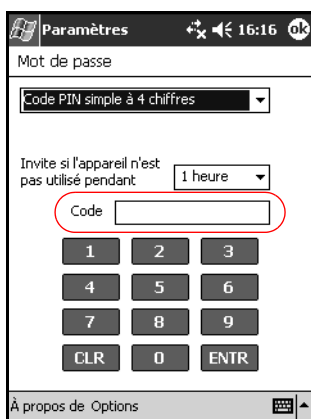 Paramètres 16:16 ok
Mot de passe
Code PIN simple à 4 chiffres
Invite si l'appareil n'est
pas utilisé pendant 1 heure
Code
1 2 3
4 5 6
7 8 9
CLR 0 ENTR
À propos de Options